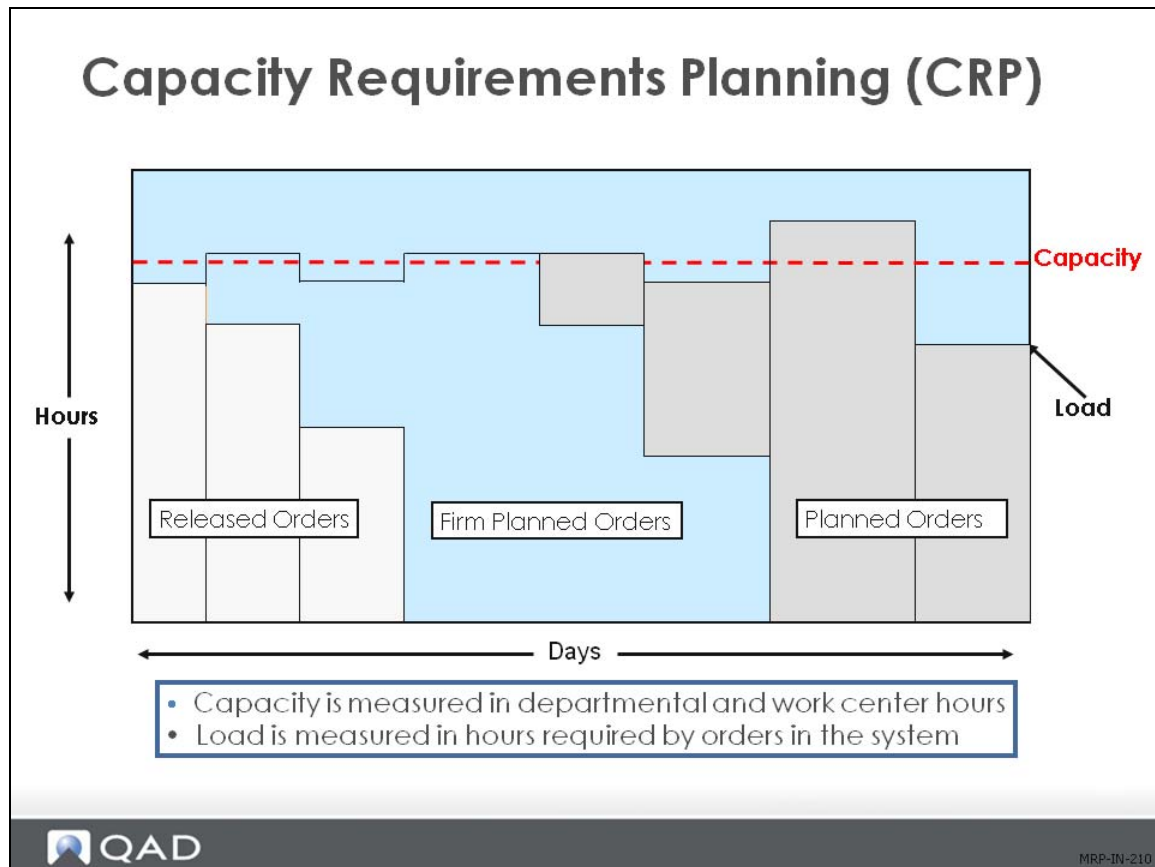 Capacity Requirements Planning (CRP)
Capacity
Hours
Load
Released Orders
Firm Planned Orders
Planned Orders
Days
• Capacity is measured in departmental and work center hours
• Load is measured in hours required by orders in the system
QAD
MRP-IN-210